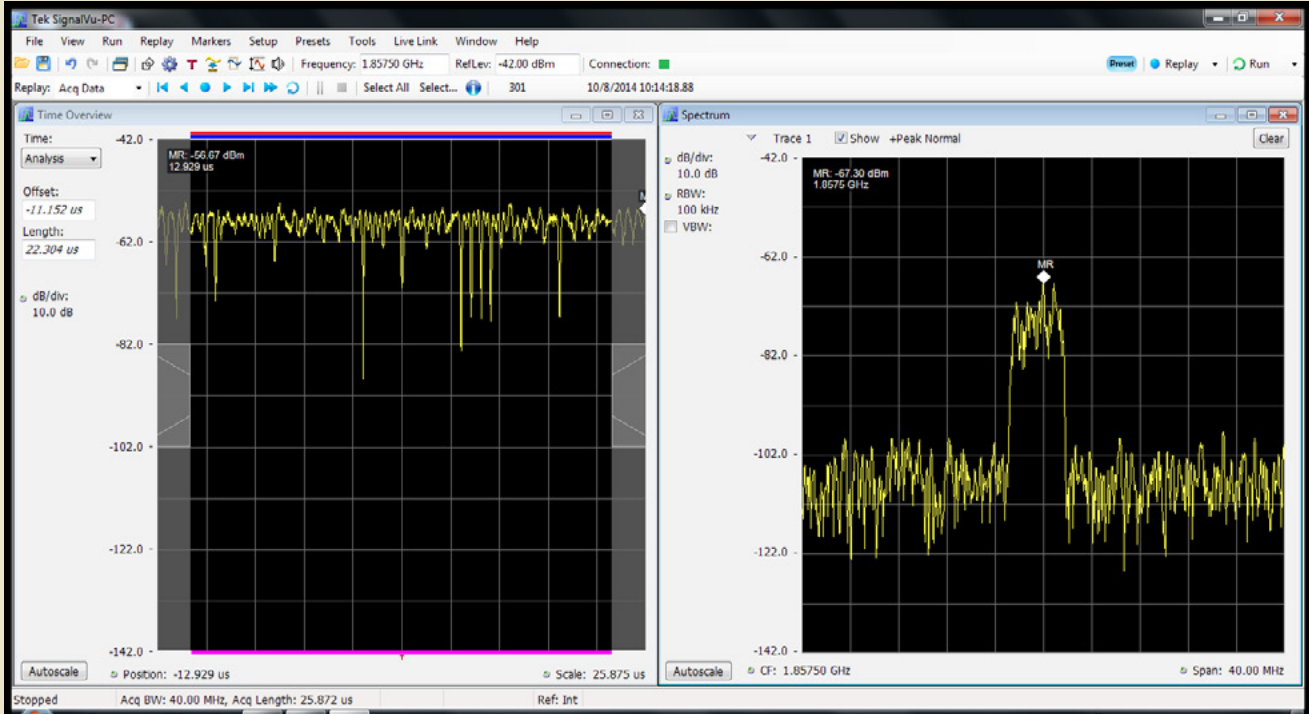 Tek SignalVu-PC
File View Run Replay Markers Setup Presets Tools Live Link Window Help
Frequency: 1.85750 GHz RefLev: -42.00 dBm Connection: Preset Replay Run
Replay: Acq Data Select All Select... 301 10/8/2014 10:14:18.88
Time Overview
Time:
Analysis
Offset:
-11.152 us
Length:
22.304 us
dB/div:
10.0 dB
-42.0
-62.0
-82.0
-102.0
-122.0
-142.0
MR: -56.67 dBm
12.929 us
Autoscale Position: -12.929 us Scale: 25.875 us
Spectrum
Trace 1 Show +Peak Normal Clear
dB/div:
10.0 dB
RBW:
100 kHz
VBW:
-42.0
-62.0
-82.0
-102.0
-122.0
-142.0
MR: -67.30 dBm
1.8575 GHz
MR
Autoscale CF: 1.85750 GHz Span: 40.00 MHz
Stopped Acq BW: 40.00 MHz, Acq Length: 25.872 us Ref: Int